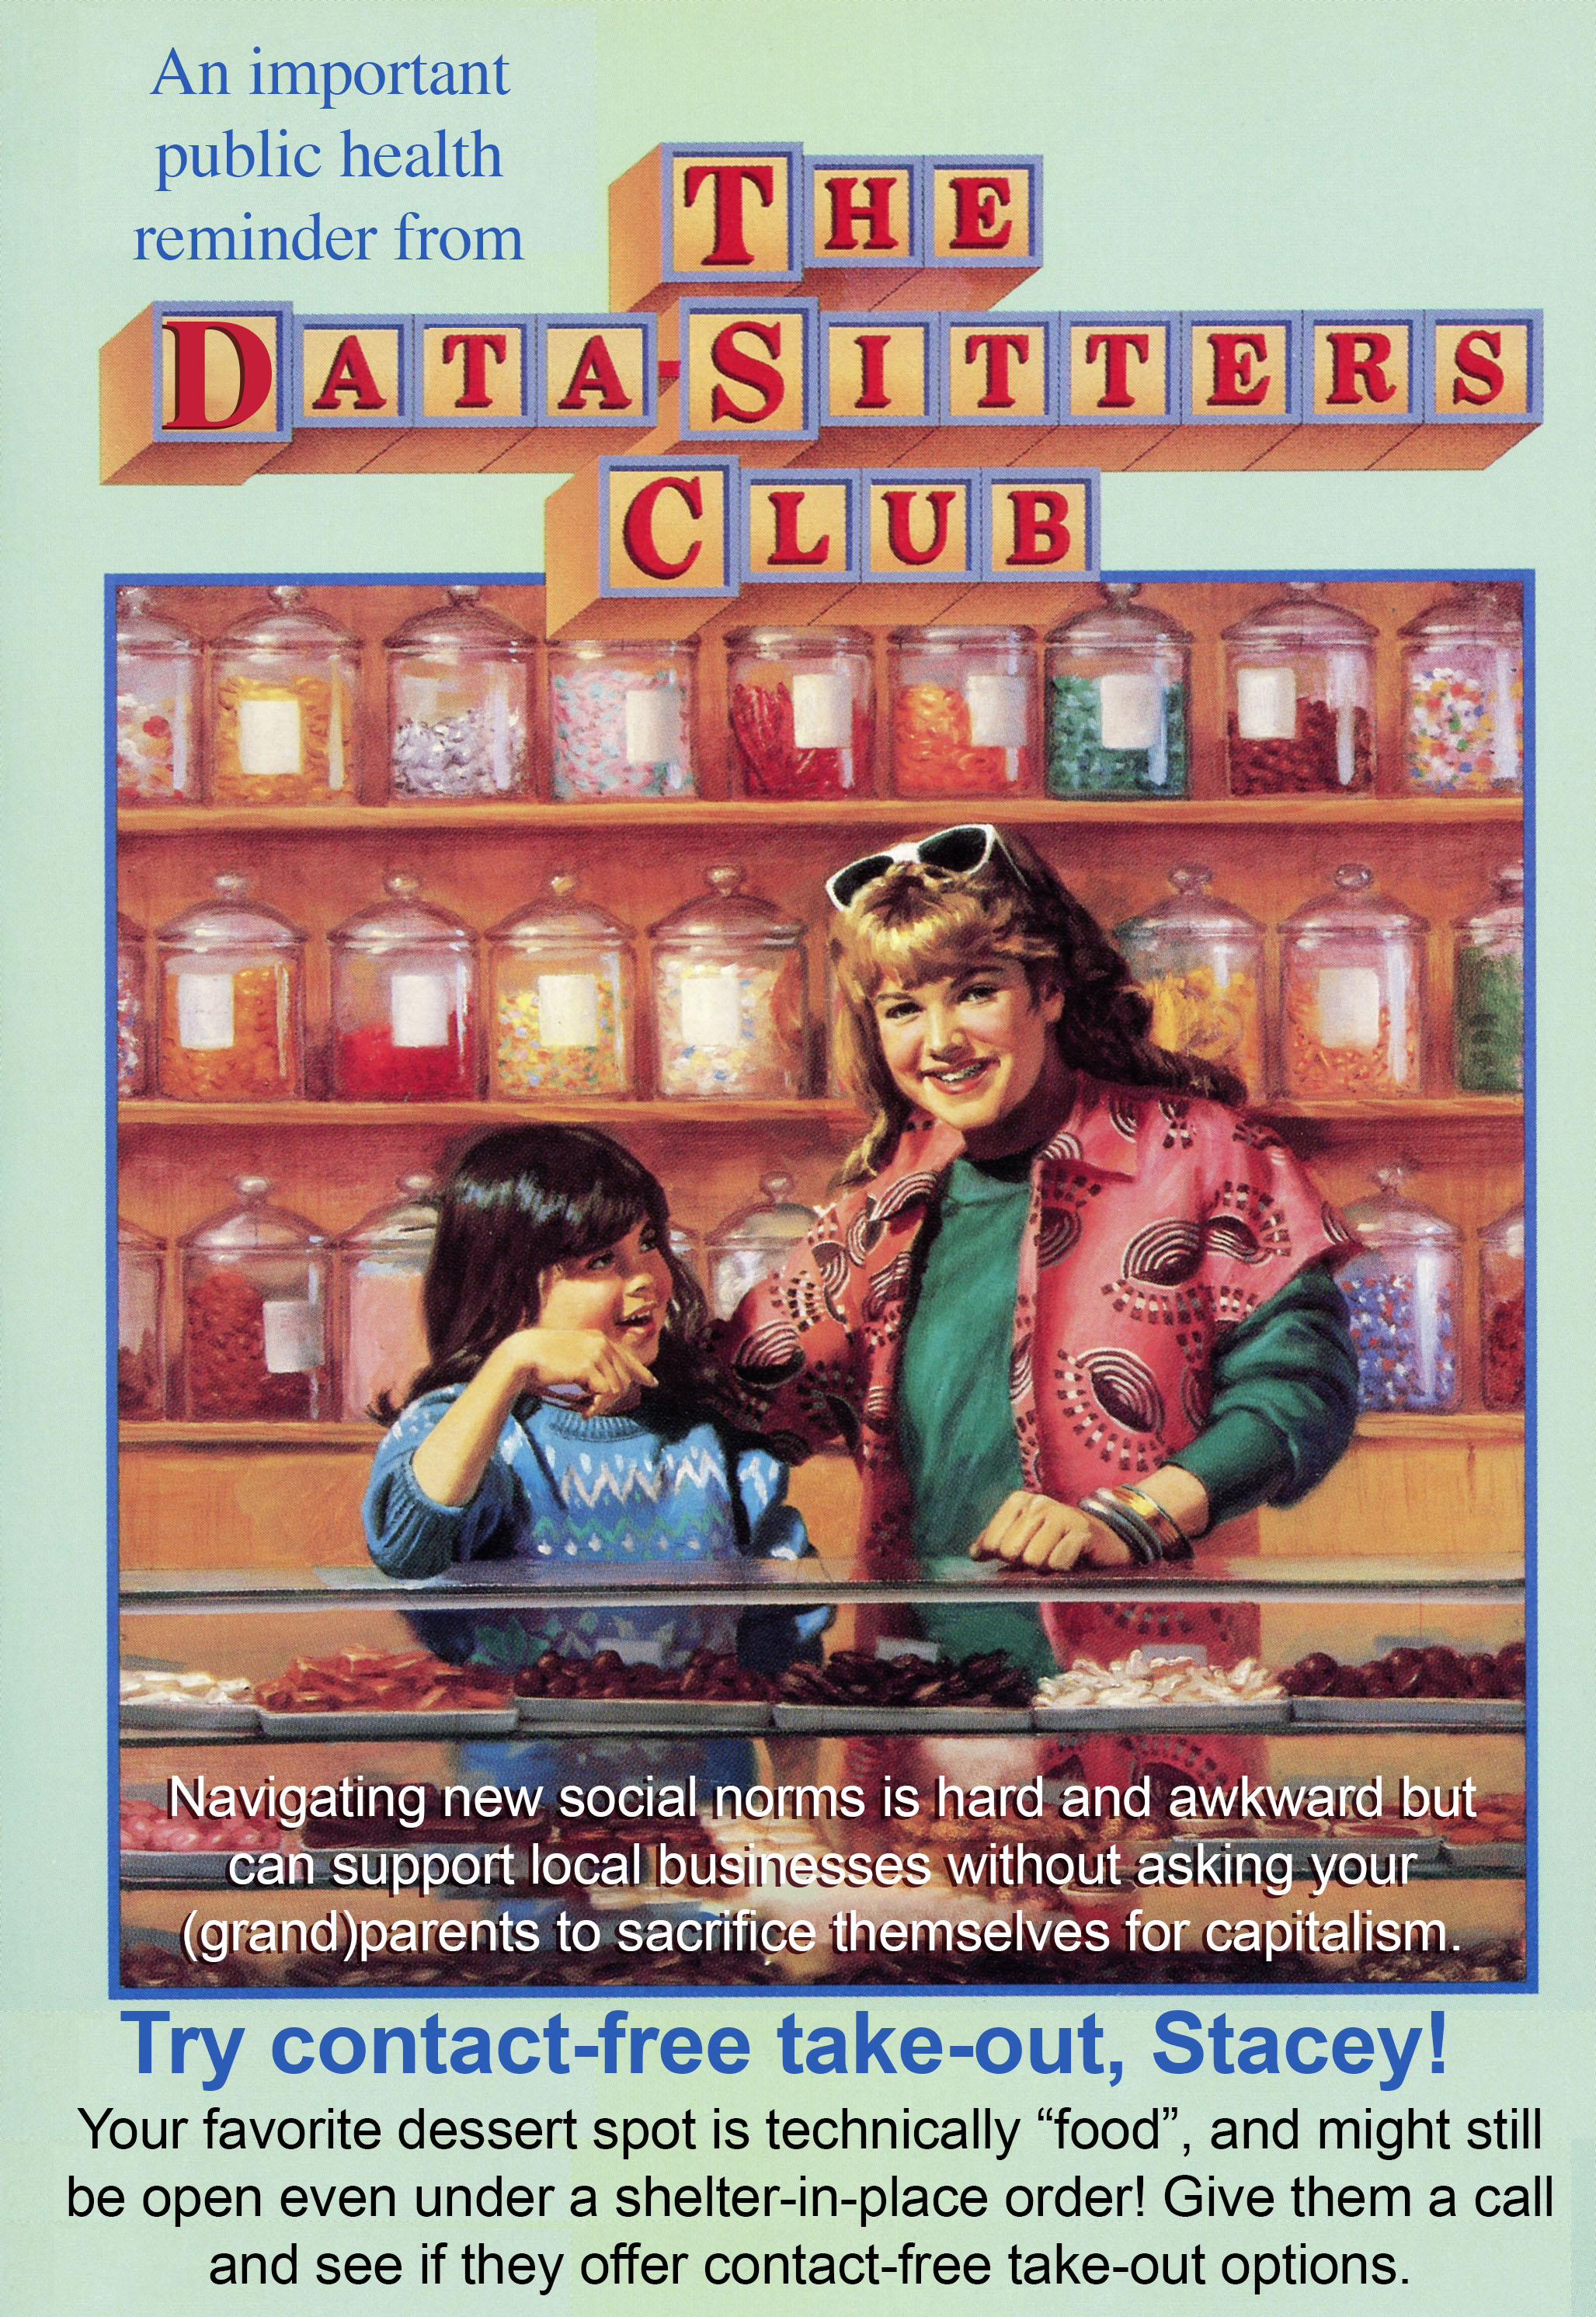 An important
public health
reminder from
THE
DATA-SITTERS
CLUB
Navigating new social norms is hard and awkward but
can support local businesses without asking your
(grand)parents to sacrifice themselves for capitalism.
Try contact-free take-out, Stacey!
Your favorite dessert spot is technically “food”, and might still
be open even under a shelter-in-place order! Give them a call
and see if they offer contact-free take-out options.